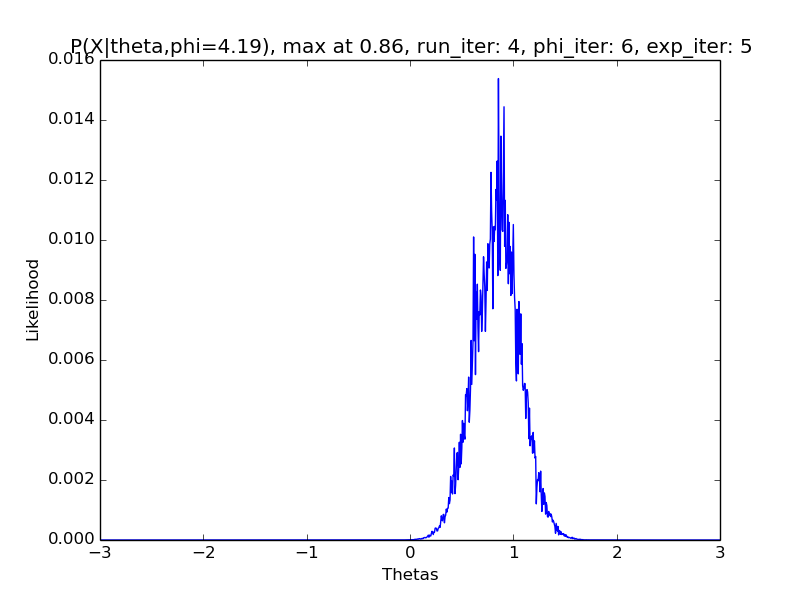 P(X|theta,phi=4.19), max at 0.86, run_iter: 4, phi_iter: 6, exp_iter: 5
0.016
0.014
0.012
0.010
0.008
0.006
0.004
0.002
0.000
Likelihood
−3 −2 −1 0 1 2 3
Thetas